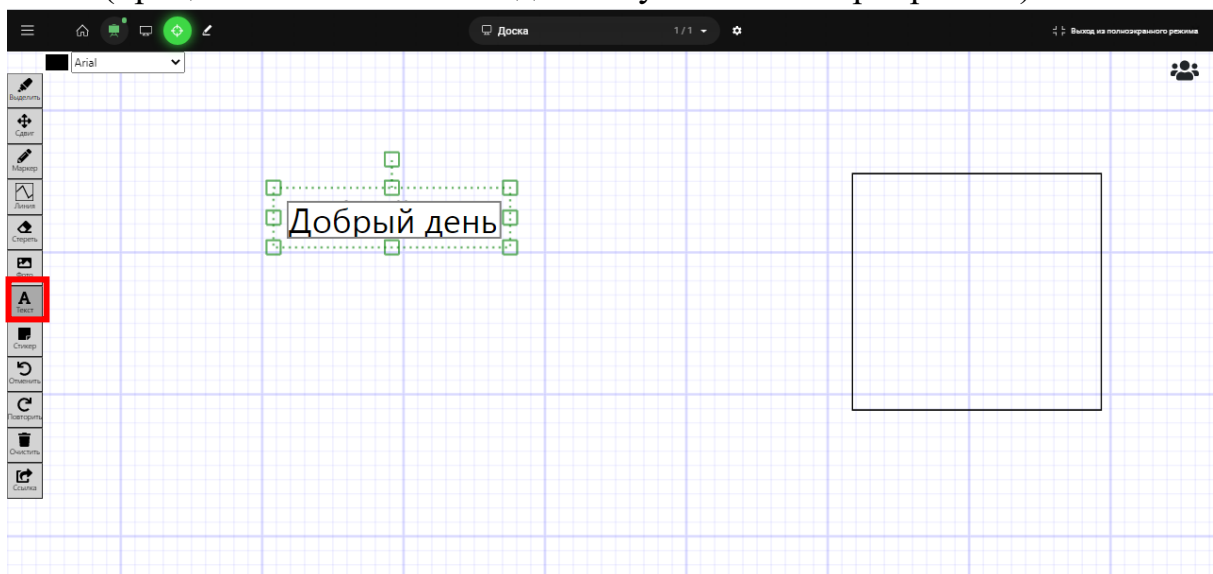 Доска
1/1
Выход из полноэкранного режима
Arial
Выделить
Сдвиг
Маркер
Линия
Стереть
Фото
A
Текст
Стикер
Отменить
Повторить
Очистить
Ссылка
Добрый день